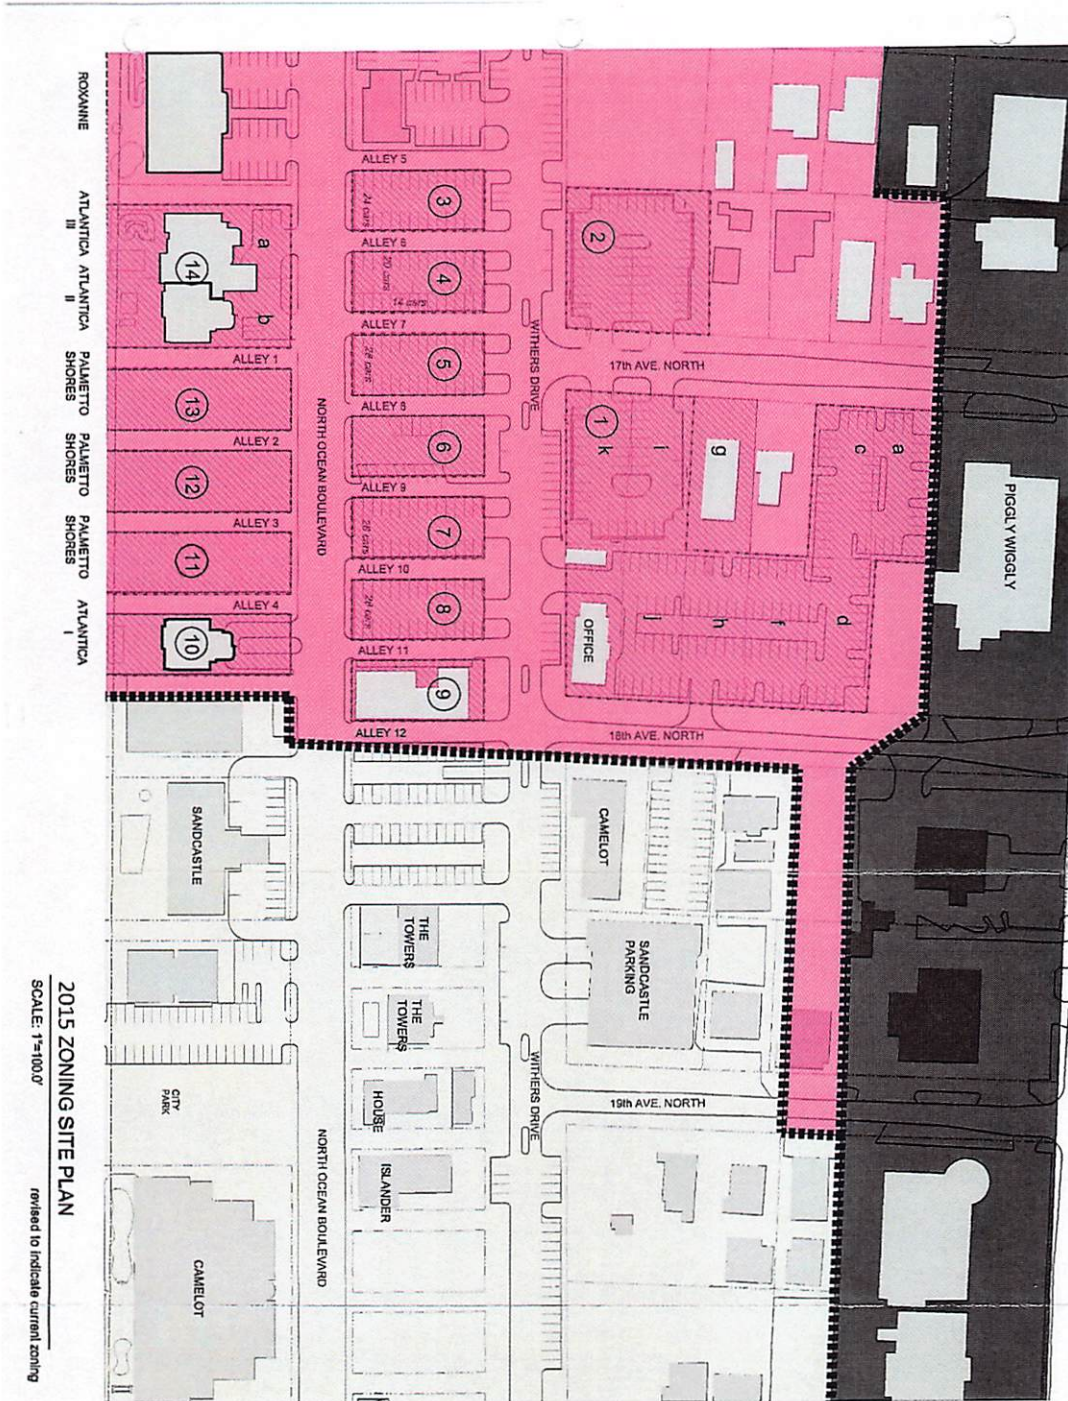 ROXANNE
ATLANTICA
III
ATLANTICA
II
PALMETTO
SHORES
PALMETTO
SHORES
PALMETTO
SHORES
ATLANTICA
I
14
a
b
13
12
11
10
ALLEY 1
ALLEY 2
ALLEY 3
ALLEY 4
NORTH OCEAN BOULEVARD
ALLEY 5
3
24 cars
ALLEY 6
4
20 cars
14 cars
ALLEY 7
5
28 cars
ALLEY 8
6
ALLEY 9
7
26 cars
ALLEY 10
8
28 cars
ALLEY 11
9
ALLEY 12
WITHERS DRIVE
2
17th AVE. NORTH
1
k
i
g
a
c
d
f
h
j
OFFICE
18th AVE. NORTH
PIGGLY WIGGLY
SANDCASTLE
CAMELOT
THE
TOWERS
THE
TOWERS
SANDCASTLE
PARKING
HOUSE
ISLANDER
WITHERS DRIVE
19th AVE. NORTH
NORTH OCEAN BOULEVARD
CITY
PARK
CAMELOT
2015 ZONING SITE PLAN
SCALE: 1"=100.0'
revised to indicate current zoning